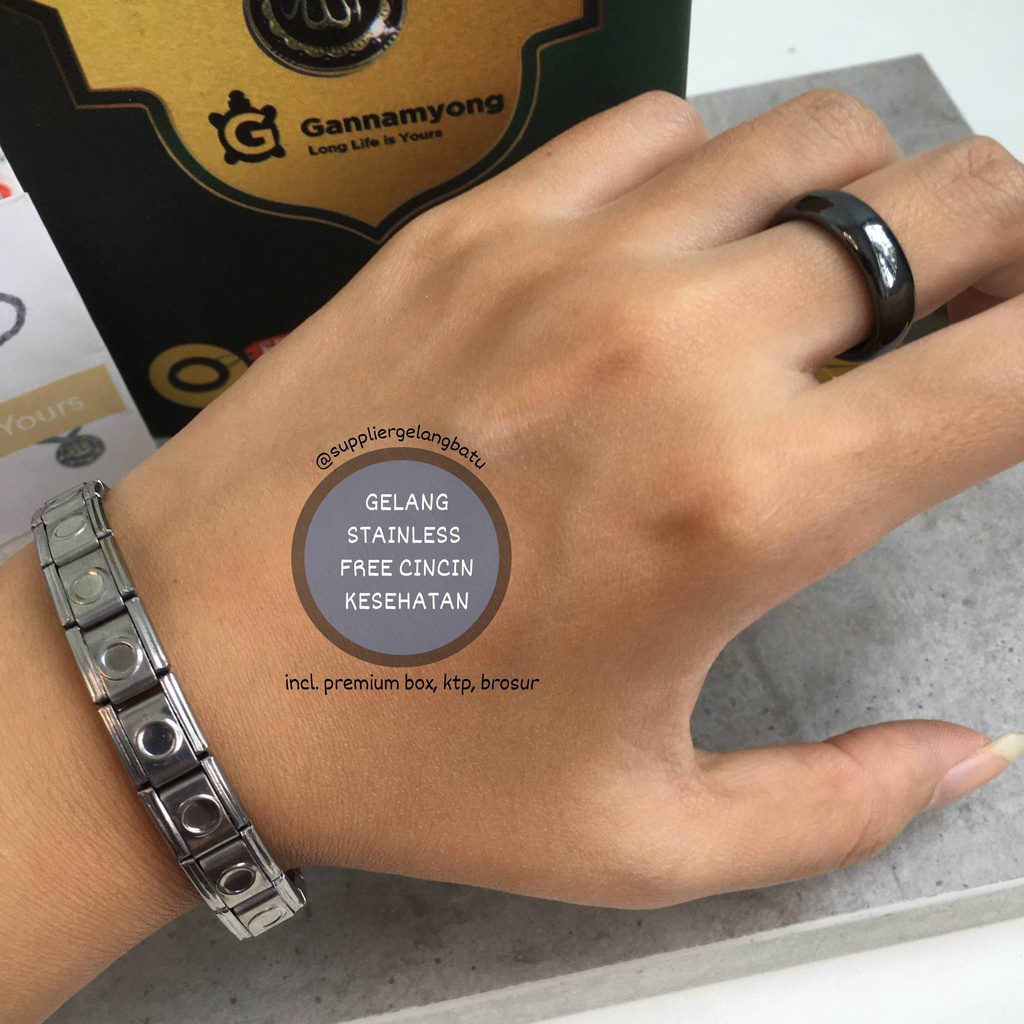 Gannamyong
Long Life is Yours
Yours
@suppliergelangbatu
GELANG
STAINLESS
FREE CINCIN
KESEHATAN
incl. premium box, ktp, brosur